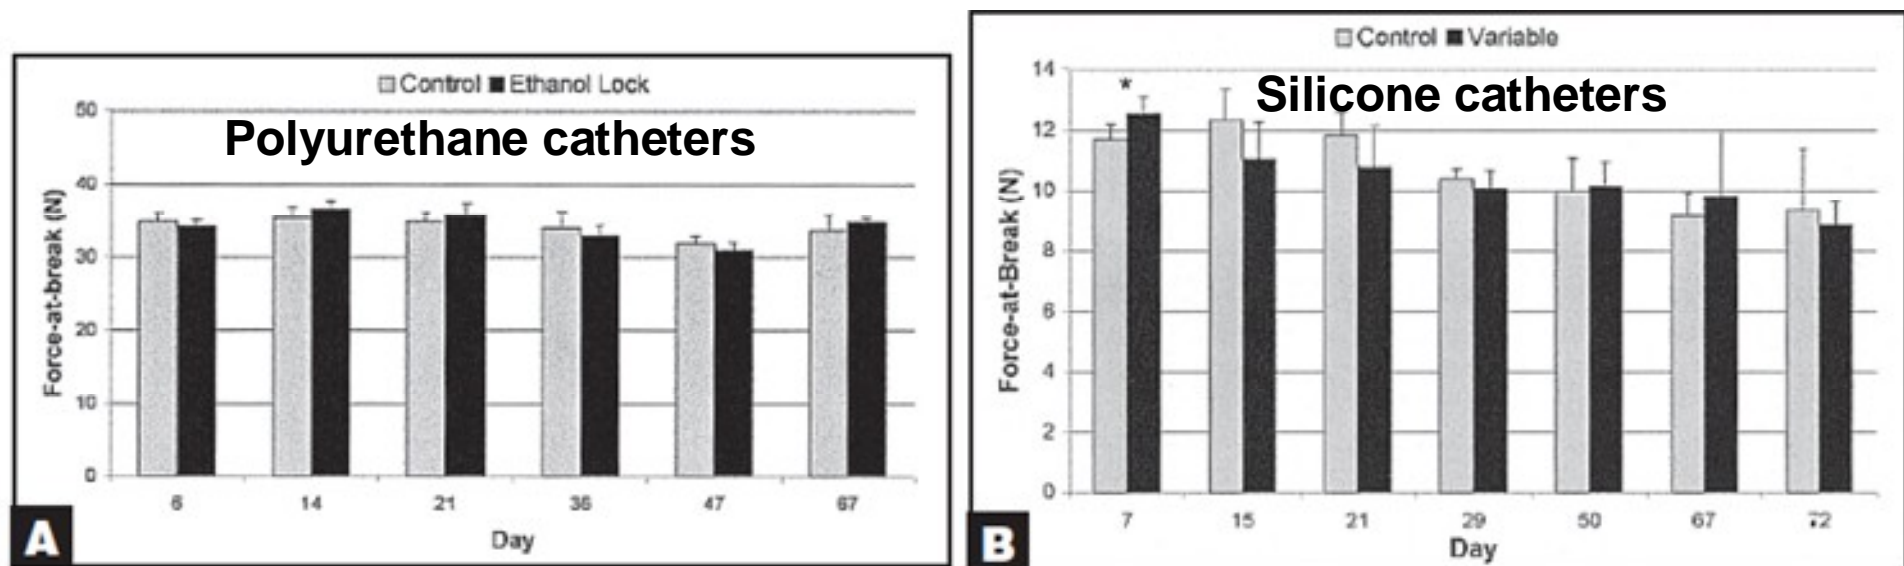 Control Ethanol Lock
Polyurethane catheters
Force-at-break (N)
50
40
30
20
10
0
6 14 21 36 47 67
Day
A
Control Variable
Silicone catheters
*
Force-at-Break (N)
14
12
10
8
6
4
2
0
7 15 21 29 50 67 72
Day
B